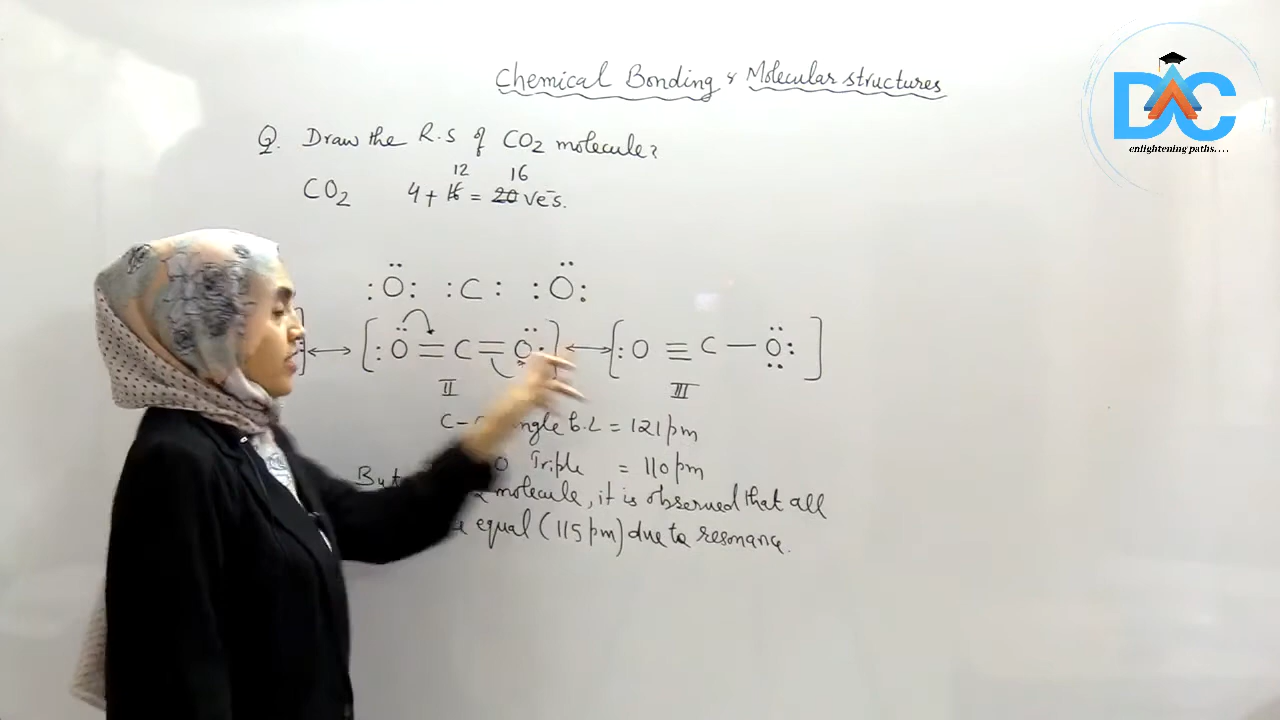 Chemical Bonding & Molecular structures
DAC
enlightening paths....
Q. Draw the R.S of CO2 molecule?
12 16
CO2 4 + 16 = 20 ve-s.
:Ö: :C: :Ö:
] ↔ [:Ö = C = Ö:] ↔ [:O ≡ C — Ö:]
II III
C- ngle b.L = 121 pm
O Triple = 110 pm
But molecule, it is observed that all
equal (115 pm) due to resonance.